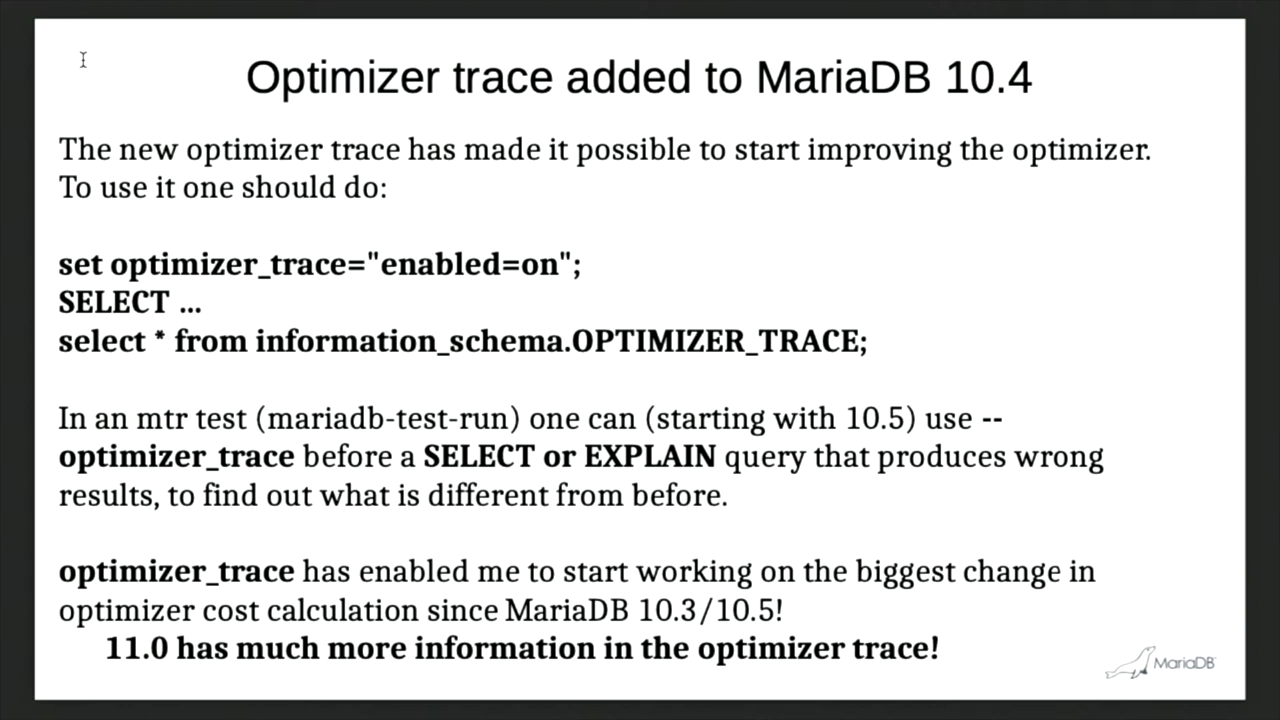 Optimizer trace added to MariaDB 10.4
The new optimizer trace has made it possible to start improving the optimizer.
To use it one should do:
set optimizer_trace="enabled=on";
SELECT ...
select * from information_schema.OPTIMIZER_TRACE;
In an mtr test (mariadb-test-run) one can (starting with 10.5) use --
optimizer_trace before a SELECT or EXPLAIN query that produces wrong
results, to find out what is different from before.
optimizer_trace has enabled me to start working on the biggest change in
optimizer cost calculation since MariaDB 10.3/10.5!
11.0 has much more information in the optimizer trace!
MariaDB